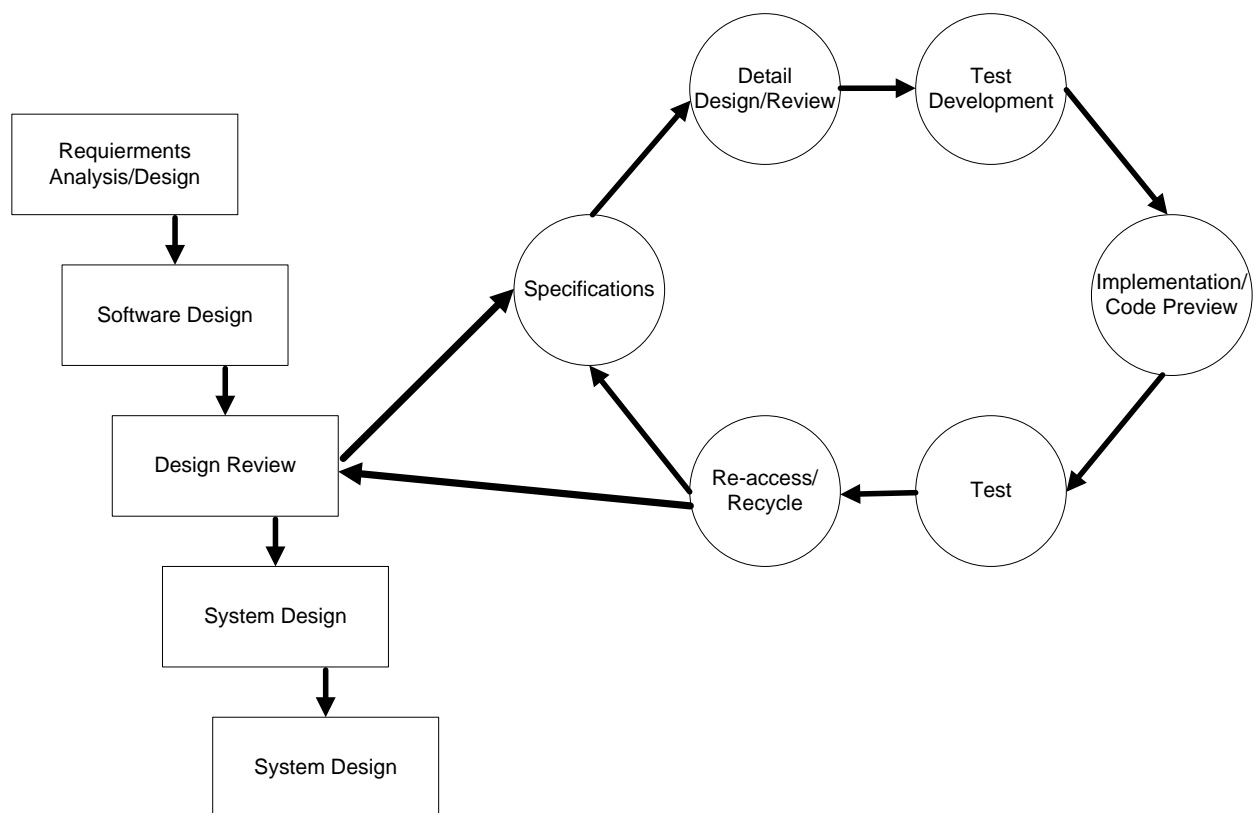 Requierments
Analysis/Design
Software Design
Design Review
System Design
System Design
Specifications
Detail
Design/Review
Test
Development
Implementation/
Code Preview
Test
Re-access/
Recycle